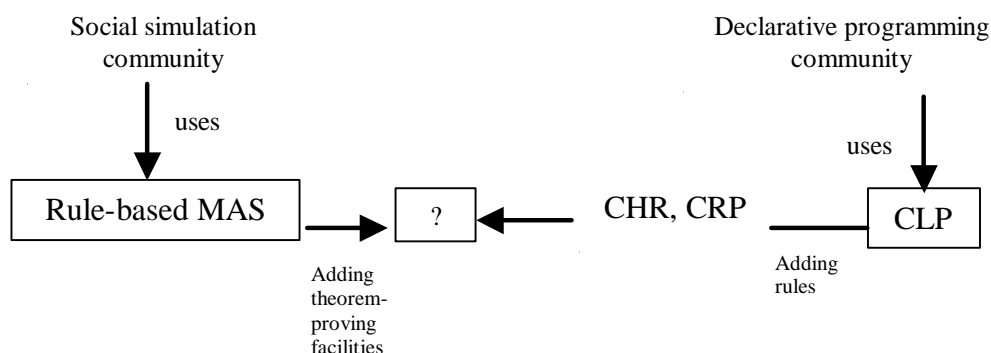 Social simulation
community
Declarative programming
community
uses
uses
Rule-based MAS
?
CHR, CRP
CLP
Adding
theorem-
proving
facilities
Adding
rules